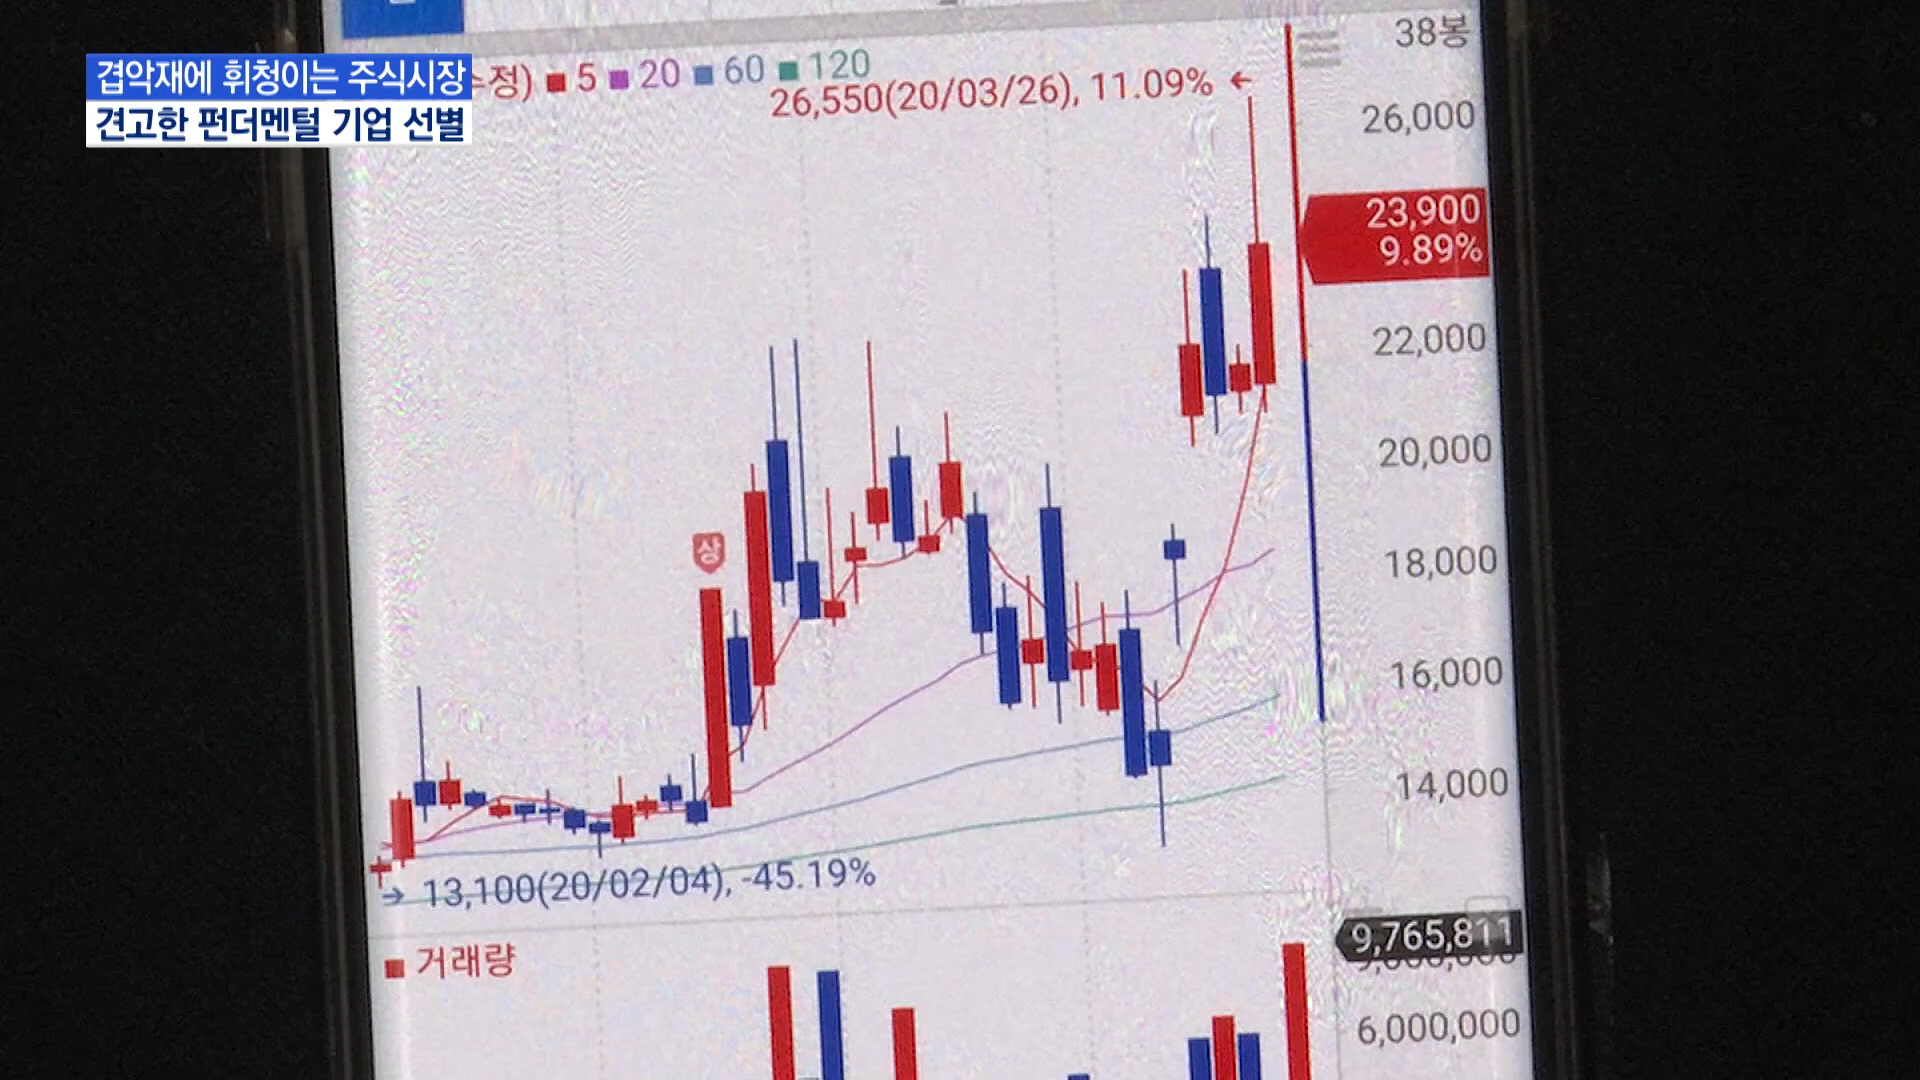 겹악재에 휘청이는 주식시장
견고한 펀더멘털 기업 선별
정) 5 20 60 120
38봉
26,550(20/03/26), 11.09% ←
26,000
23,900
9.89%
22,000
20,000
상
18,000
16,000
14,000
→ 13,100(20/02/04), -45.19%
9,765,811
거래량
6,000,000